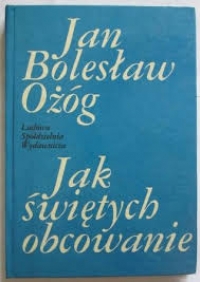 Jan
Bolesław
Ożóg
Ludowa
Spółdzielnia
Wydawnicza
Jak
świętych
obcowanie